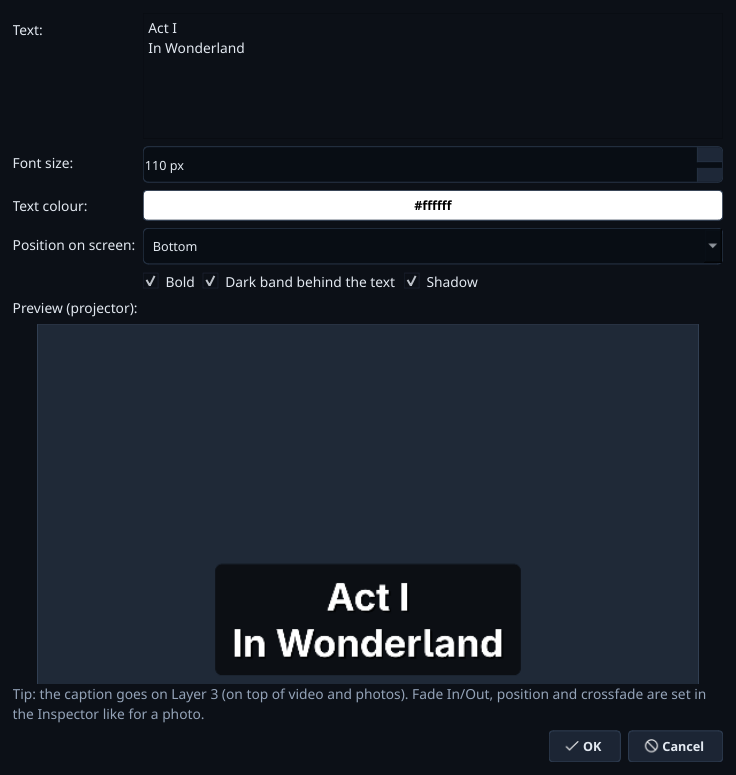 Text:
Act I
In Wonderland
Font size:
110 px
Text colour:
#ffffff
Position on screen:
Bottom
Bold
Dark band behind the text
Shadow
Preview (projector):
Act I
In Wonderland
Tip: the caption goes on Layer 3 (on top of video and photos). Fade In/Out, position and crossfade are set in
the Inspector like for a photo.
OK
Cancel